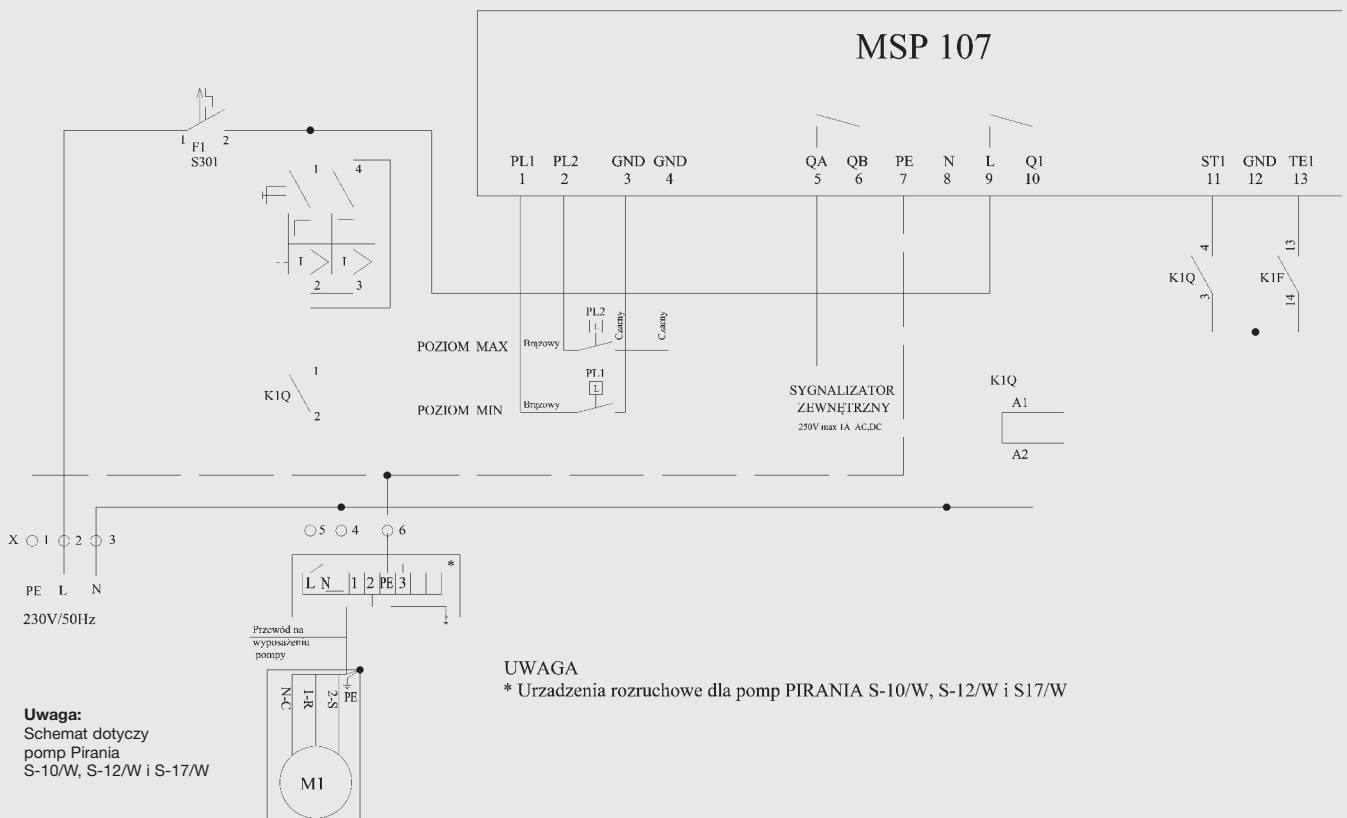 MSP 107
1 2
F1
S301
PL1 PL2 GND GND QA QB PE N L Q1 ST1 GND TE1
1 2 3 4 5 6 7 8 9 10 11 12 13
1 4
I I
2 3
K1Q
1
2
POZIOM MAX
Brązowy
PL2
L
Czarny
Czarny
POZIOM MIN
Brązowy
PL1
L
SYGNALIZATOR
ZEWNĘTRZNY
250V max 1A AC,DC
K1Q
4
3
K1F
13
14
K1Q
A1
A2
X 1 2 3
5 4 6
PE L N
230V/50Hz
L N 1 2 PE 3
*
Przewód na
wyposażeniu
pompy
N-C
1-R
2-S
PE
M1
UWAGA
* Urzadzenia rozruchowe dla pomp PIRANIA S-10/W, S-12/W i S17/W
Uwaga:
Schemat dotyczy
pomp Pirania
S-10/W, S-12/W i S-17/W